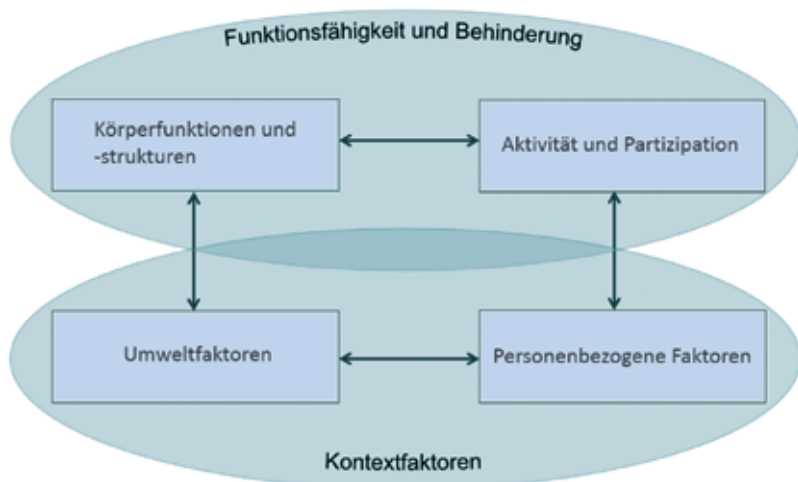 Funktionsfähigkeit und Behinderung
Körperfunktionen und
-strukturen
Aktivität und Partizipation
Umweltfaktoren
Personenbezogene Faktoren
Kontextfaktoren